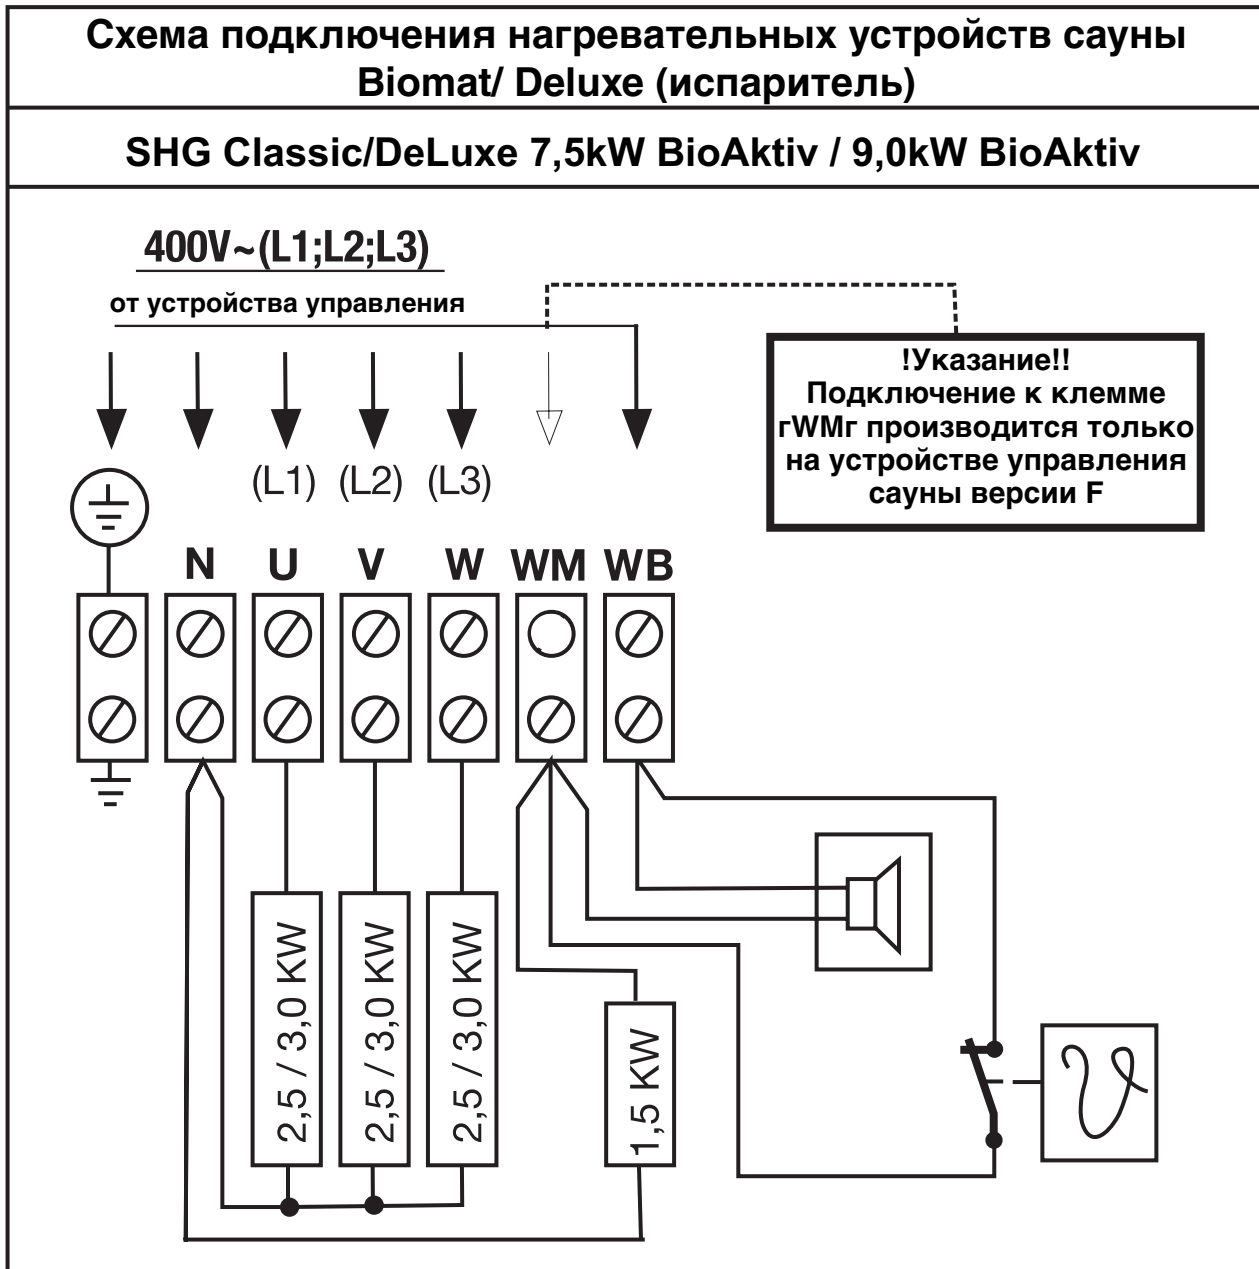 Схема подключения нагревательных устройств сауны
Biomat/ Deluxe (испаритель)
SHG Classic/DeLuxe 7,5kW BioAktiv / 9,0kW BioAktiv
400V~(L1;L2;L3)
от устройства управления
!Указание!!
Подключение к клемме
гWMг производится только
на устройстве управления
сауны версии F
(L1) (L2) (L3)
N U V W WM WB
2,5 / 3,0 KW
2,5 / 3,0 KW
2,5 / 3,0 KW
1,5 KW
ϑ